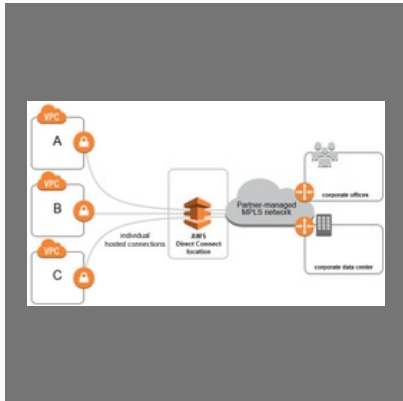 VPC
A
VPC
B
VPC
C
individual
hosted connections
AWS
Direct Connect
location
Partner-managed
MPLS network
corporate offices
corporate data center